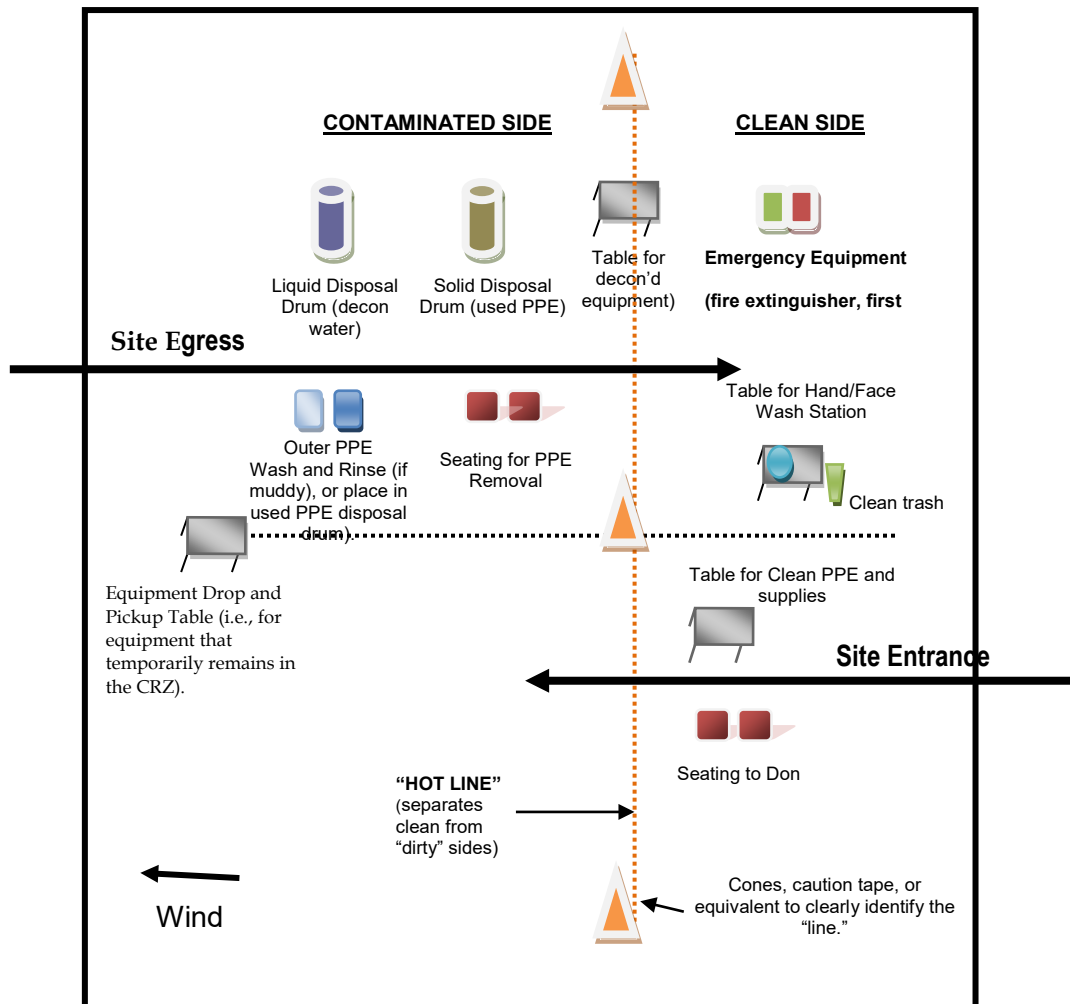 CONTAMINATED SIDE
CLEAN SIDE
Liquid Disposal
Drum (decon
water)
Solid Disposal
Drum (used PPE)
Table for
decon’d
equipment)
Emergency Equipment
(fire extinguisher, first
Site Egress
Outer PPE
Wash and Rinse (if
muddy), or place in
used PPE disposal
drum).
Seating for PPE
Removal
Table for Hand/Face
Wash Station
Clean trash
Equipment Drop and
Pickup Table (i.e., for
equipment that
temporarily remains in
the CRZ).
Table for Clean PPE and
supplies
Site Entrance
Seating to Don
“HOT LINE”
(separates
clean from
“dirty” sides)
Wind
Cones, caution tape, or
equivalent to clearly identify the
“line.”